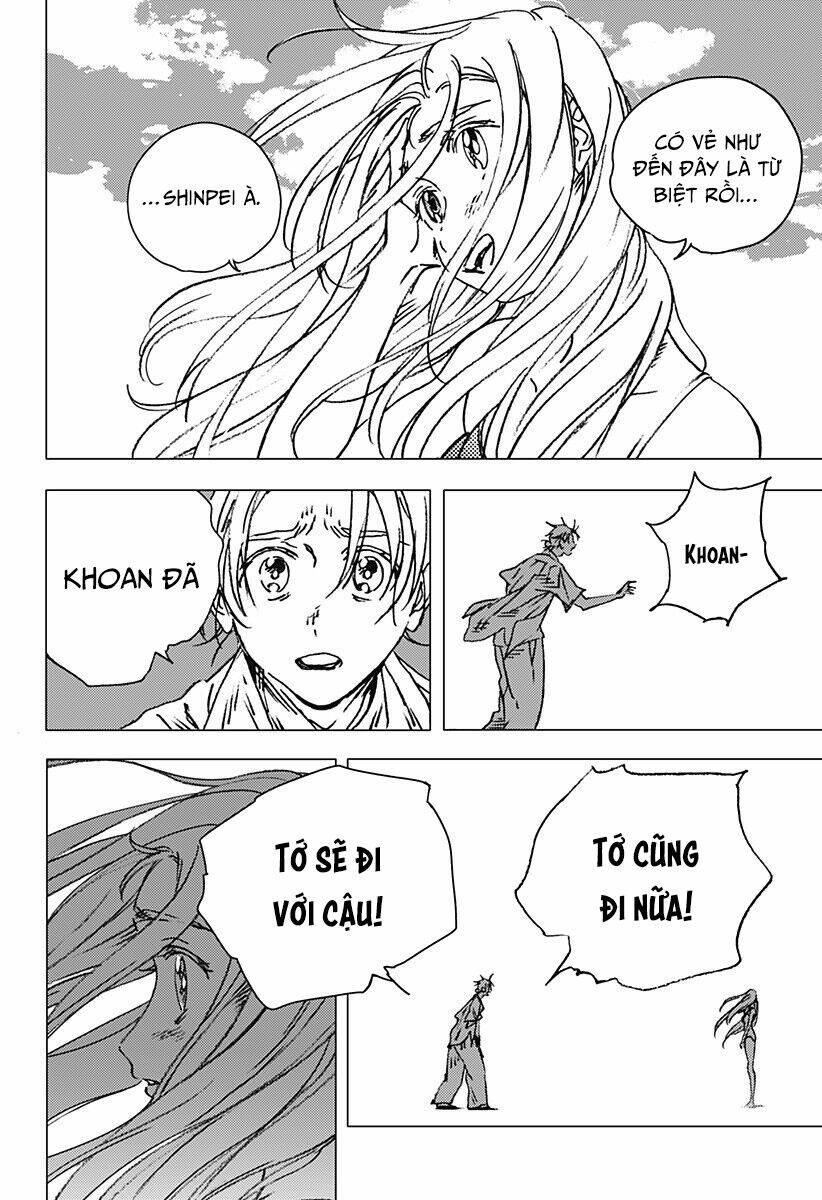 CÓ VẺ NHƯ
ĐẾN ĐÂY LÀ TỪ
BIỆT RỒI...
...SHINPEI À.
KHOAN-
KHOAN ĐÃ
TỚ CŨNG
ĐI NỮA!
TỚ SẼ ĐI
VỚI CẬU!